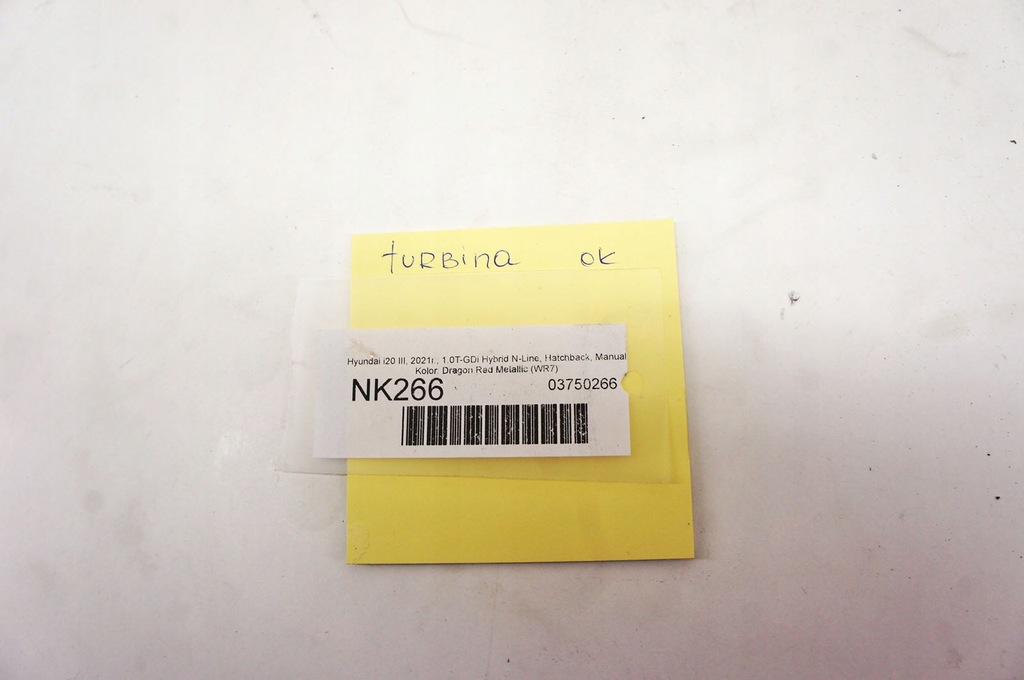 turbina ok
Hyundai i20 III, 2021r., 1.0T-GDi Hybrid N-Line, Hatchback, Manual
Kolor: Dragon Red Metallic (WR7)
NK266 03750266